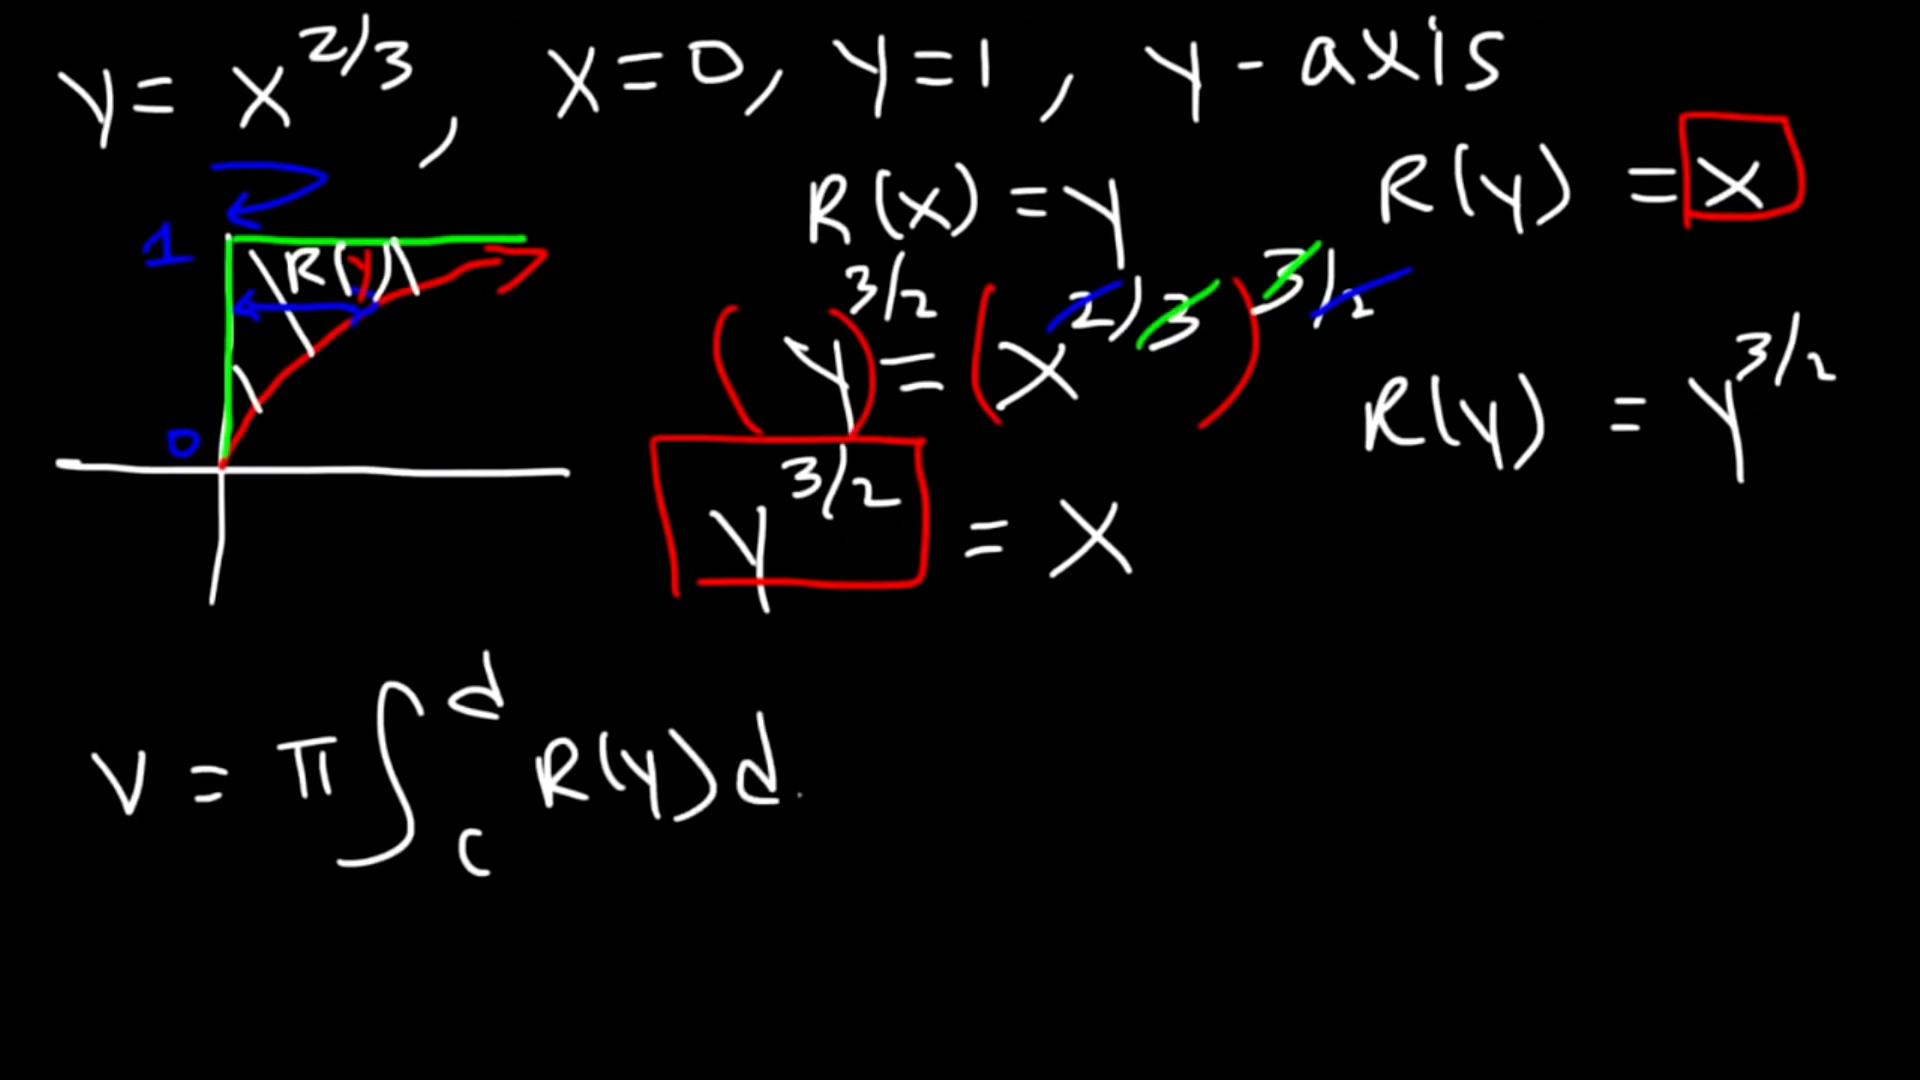 y = x^{2/3}, x=0, y=1, y-axis
R(x) = y
R(y) = x
1
R(y)
(y)^{3/2} = (x^{2/3})^{3/2}
R(y) = y^{3/2}
0
y^{3/2} = x
V = π∫_c^d R(y)d